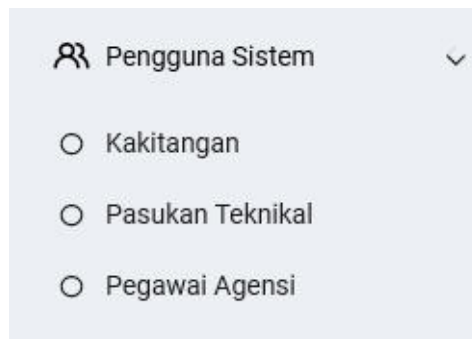 Pengguna Sistem
Kakitangan
Pasukan Teknikal
Pegawai Agensi